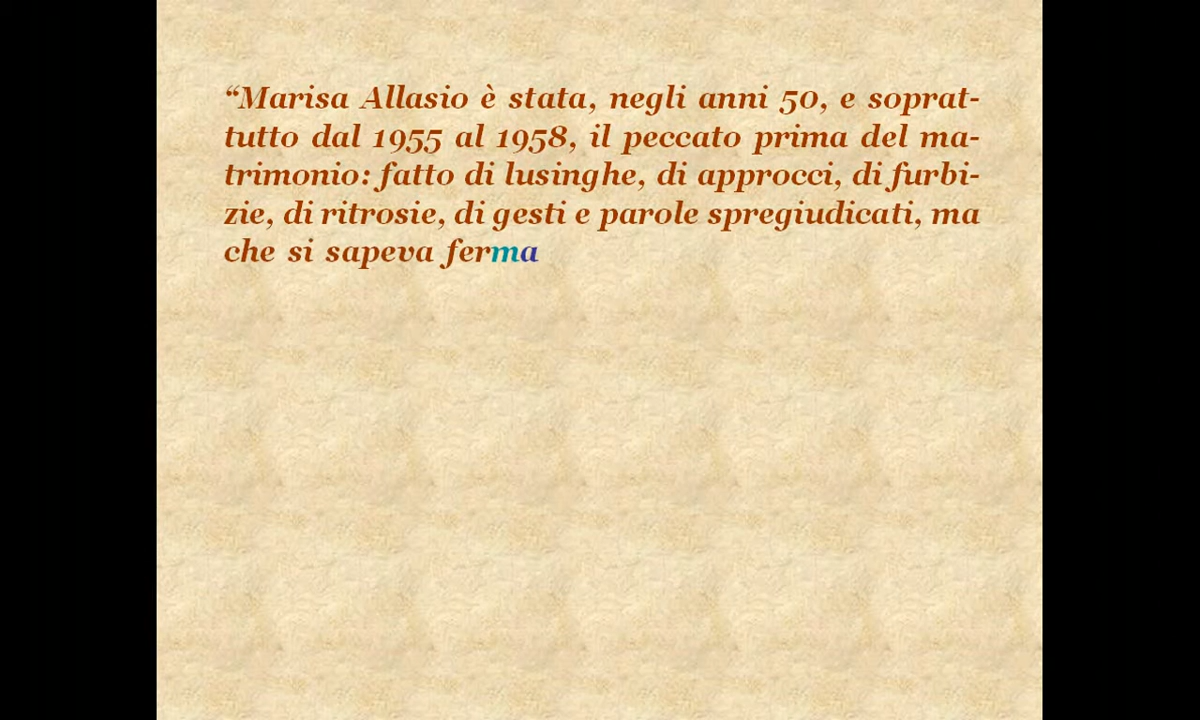 “Marisa Allasio è stata, negli anni 50, e soprat-
tutto dal 1955 al 1958, il peccato prima del ma-
trimonio: fatto di lusinghe, di approcci, di furbi-
zie, di ritrosie, di gesti e parole spregiudicati, ma
che si sapeva ferma